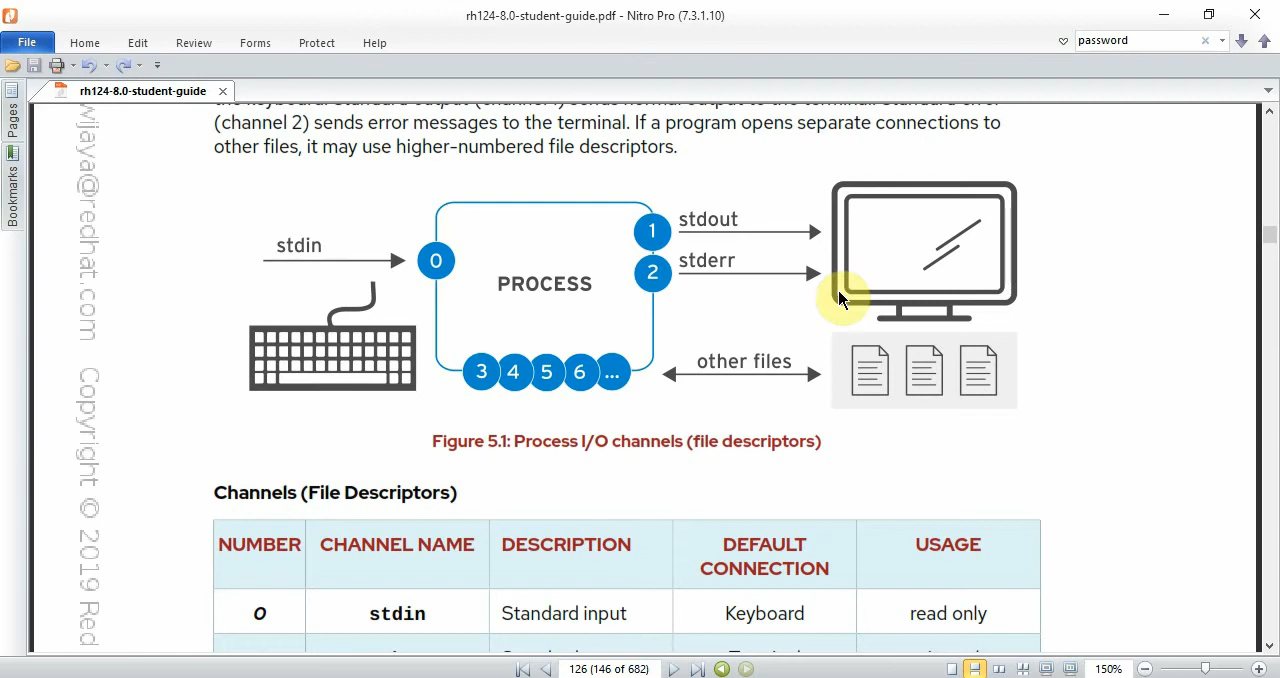 rh124-8.0-student-guide.pdf - Nitro Pro (7.3.1.10)
File Home Edit Review Forms Protect Help
password
rh124-8.0-student-guide
Pages
Bookmarks
wijaya@redhat.com Copyright © 2019 Red
(channel 2) sends error messages to the terminal. If a program opens separate connections to
other files, it may use higher-numbered file descriptors.
stdin
0
PROCESS
1
stdout
2
stderr
3 4 5 6 ...
other files
Figure 5.1: Process I/O channels (file descriptors)
Channels (File Descriptors)
NUMBER CHANNEL NAME DESCRIPTION DEFAULT CONNECTION USAGE
0 stdin Standard input Keyboard read only
126 (146 of 682)
150%